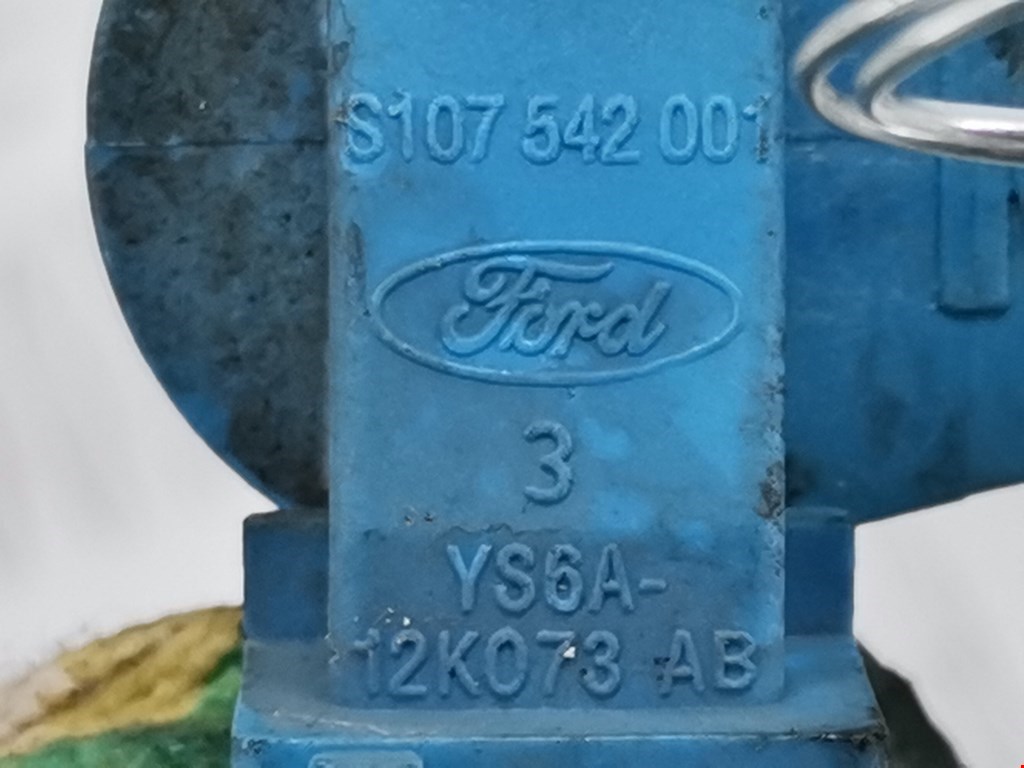 S107 542 001
Ford
3
YS6A-
12K073 AB